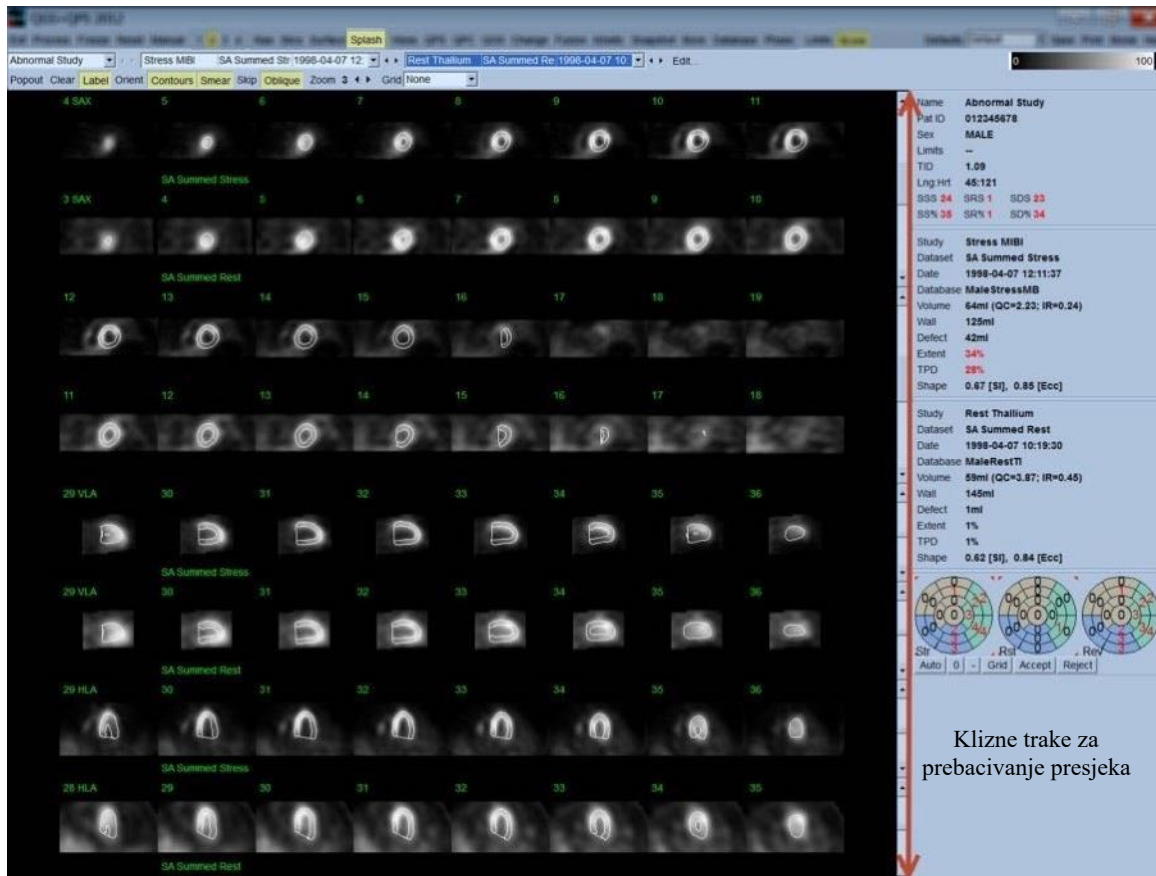 QGS+QPS 2012
Splash
Abnormal Study Stress MIBI SA Summed Str 1998-04-07 12: Rest Thallium SA Summed Re 1998-04-07 10: Edit... 0 100
Popout Clear Label Orient Contours Smear Skip Oblique Zoom 3 Grid None
4 SAX 5 6 7 8 9 10 11
SA Summed Stress
3 SAX 4 5 6 7 8 9 10
SA Summed Rest
12 13 14 15 16 17 18 19
11 12 13 14 15 16 17 18
29 VLA 30 31 32 33 34 35 36
SA Summed Stress
29 VLA 30 31 32 33 34 35 36
SA Summed Rest
29 HLA 30 31 32 33 34 35 36
SA Summed Stress
28 HLA 29 30 31 32 33 34 35
SA Summed Rest
Name Abnormal Study
Pat ID 012345678
Sex MALE
Limits --
TID 1.09
Lng:Hrt 45:121
SSS 24 SRS 1 SDS 23
SS% 35 SR% 1 SD% 34
Study Stress MIBI
Dataset SA Summed Stress
Date 1998-04-07 12:11:37
Database MaleStressMB
Volume 64ml (QC=2.23; IR=0.24)
Wall 125ml
Defect 42ml
Extent 34%
TPD 28%
Shape 0.67 [SI], 0.85 [Ecc]
Study Rest Thallium
Dataset SA Summed Rest
Date 1998-04-07 10:19:30
Database MaleRestTl
Volume 59ml (QC=3.87; IR=0.45)
Wall 145ml
Defect 1ml
Extent 1%
TPD 1%
Shape 0.62 [SI], 0.84 [Ecc]
Str Rst Rev
Auto 0 - Grid Accept Reject
Klizne trake za
prebacivanje presjeka